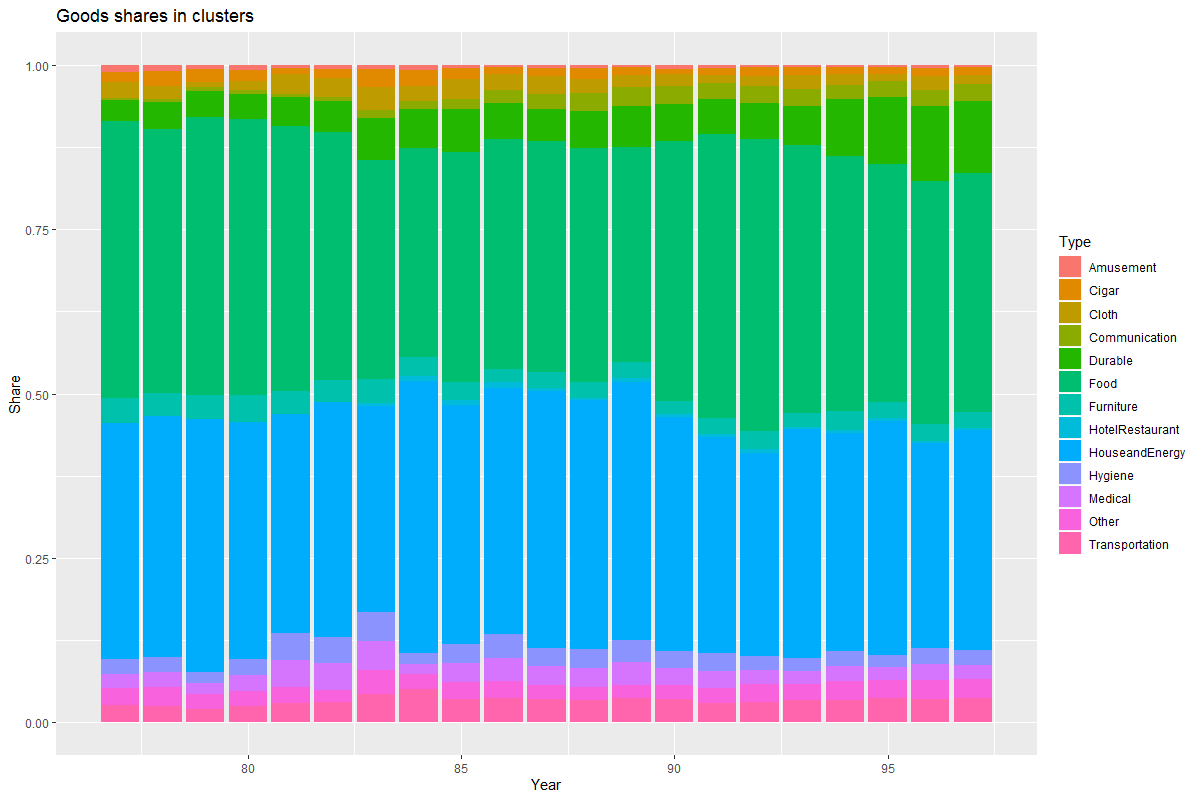 Goods shares in clusters
1.00
0.75
0.50
0.25
0.00
Share
80
85
90
95
Year
Type
Amusement
Cigar
Cloth
Communication
Durable
Food
Furniture
HotelRestaurant
HouseandEnergy
Hygiene
Medical
Other
Transportation